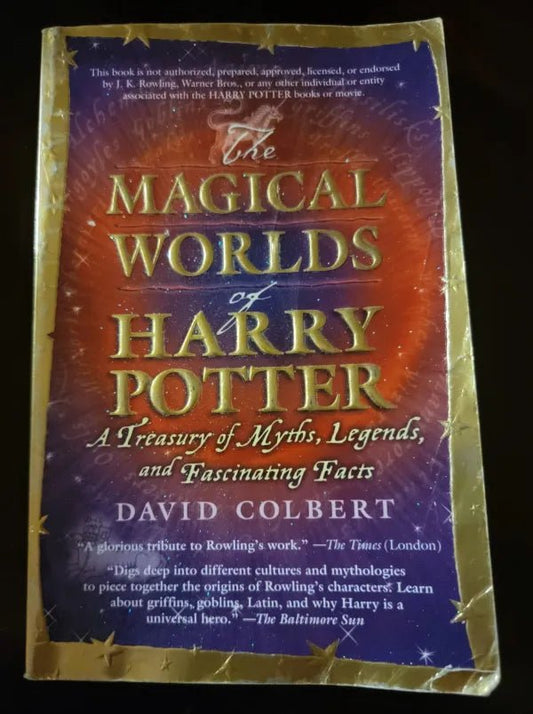 This book is not authorized, prepared, approved, licensed, or endorsed
by J. K. Rowling, Warner Bros., or any other individual or entity
associated with the HARRY POTTER books or movie.
The
MAGICAL
WORLDS
of
HARRY
POTTER
A Treasury of Myths, Legends,
and Fascinating Facts
DAVID COLBERT
"A glorious tribute to Rowling's work." —The Times (London)
"Digs deep into different cultures and mythologies
to piece together the origins of Rowling's characters. Learn
about griffins, goblins, Latin, and why Harry is a
universal hero." —The Baltimore Sun